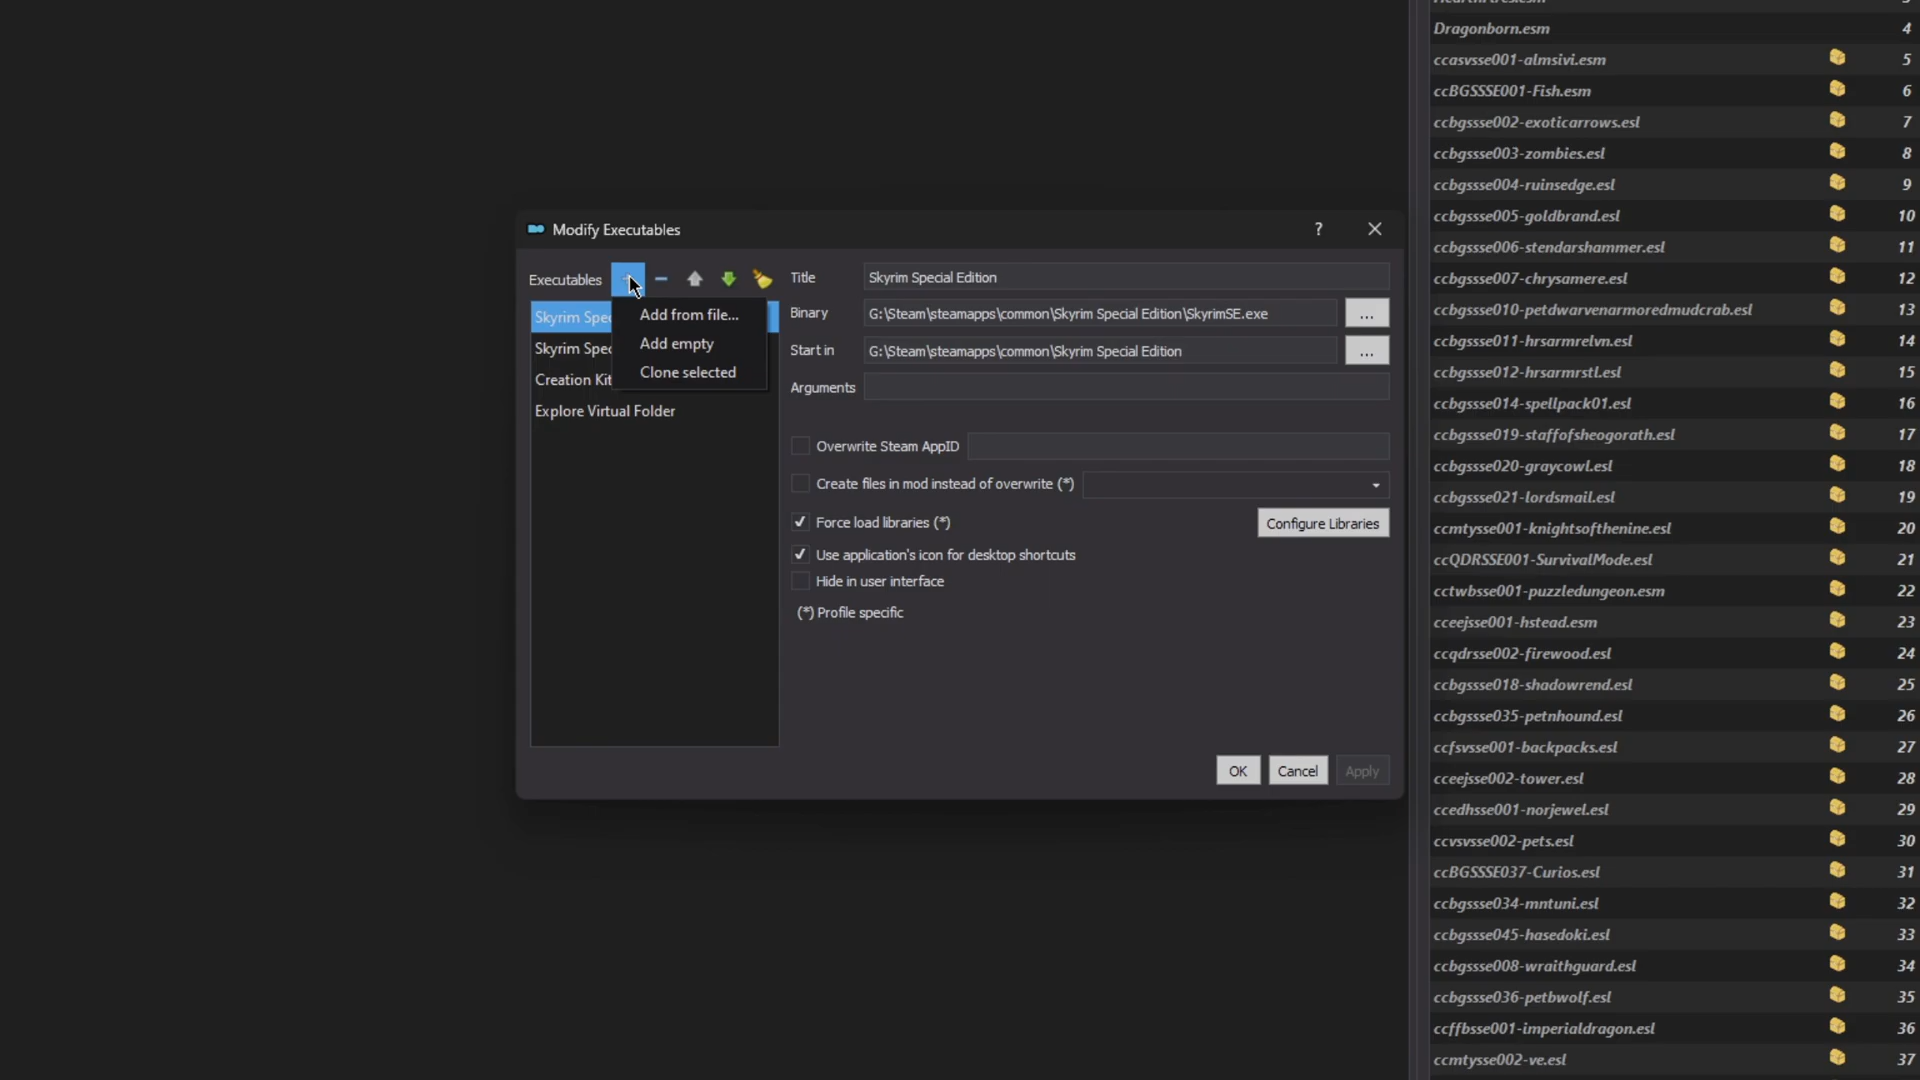 Dragonborn.esm 4
ccasvsse001-almsivi.esm 5
ccBGSSSE001-Fish.esm 6
ccbgssse002-exoticarrows.esl 7
ccbgssse003-zombies.esl 8
ccbgssse004-ruinsedge.esl 9
ccbgssse005-goldbrand.esl 10
ccbgssse006-stendarshammer.esl 11
ccbgssse007-chrysamere.esl 12
ccbgssse010-petdwarvenarmoredmudcrab.esl 13
ccbgssse011-hrsarmrelvn.esl 14
ccbgssse012-hrsarmrstl.esl 15
ccbgssse014-spellpack01.esl 16
ccbgssse019-staffofsheogorath.esl 17
ccbgssse020-graycowl.esl 18
ccbgssse021-lordsmail.esl 19
ccmtysse001-knightsofthenine.esl 20
ccQDRSSE001-SurvivalMode.esl 21
cctwbsse001-puzzledungeon.esm 22
cceejsse001-hstead.esm 23
ccqdrsse002-firewood.esl 24
ccbgssse018-shadowrend.esl 25
ccbgssse035-petnhound.esl 26
ccfsvsse001-backpacks.esl 27
cceejsse002-tower.esl 28
ccedhsse001-norjewel.esl 29
ccvsvsse002-pets.esl 30
ccBGSSSE037-Curios.esl 31
ccbgssse034-mntuni.esl 32
ccbgssse045-hasedoki.esl 33
ccbgssse008-wraithguard.esl 34
ccbgssse036-petbwolf.esl 35
ccffbsse001-imperialdragon.esl 36
ccmtysse002-ve.esl 37
Modify Executables ?
Executables
Skyrim Spec
Skyrim Spec
Creation Kit
Explore Virtual Folder
Add from file...
Add empty
Clone selected
Title Skyrim Special Edition
Binary G:\Steam\steamapps\common\Skyrim Special Edition\SkyrimSE.exe ...
Start in G:\Steam\steamapps\common\Skyrim Special Edition ...
Arguments
Overwrite Steam AppID
Create files in mod instead of overwrite (*)
Force load libraries (*) Configure Libraries
Use application's icon for desktop shortcuts
Hide in user interface
(*) Profile specific
OK Cancel Apply